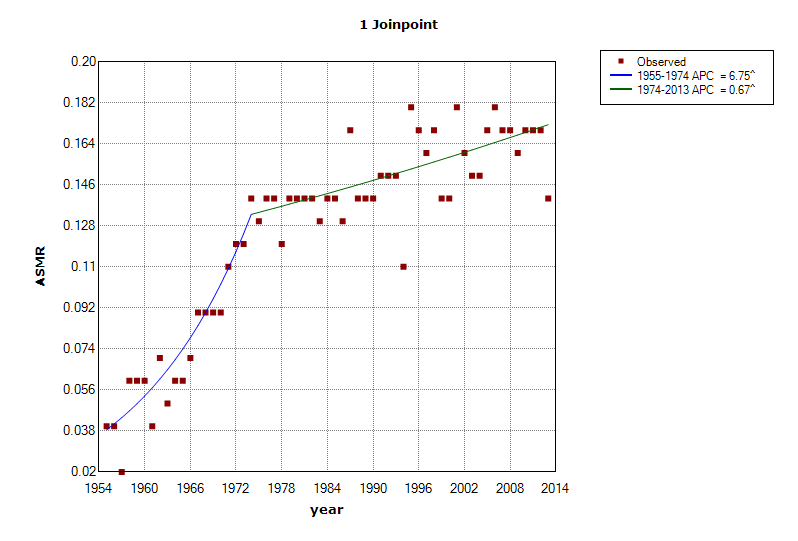 1 Joinpoint
Observed
1955-1974 APC = 6.75^
1974-2013 APC = 0.67^
ASMR
0.20
0.182
0.164
0.146
0.128
0.11
0.092
0.074
0.056
0.038
0.02
1954 1960 1966 1972 1978 1984 1990 1996 2002 2008 2014
year